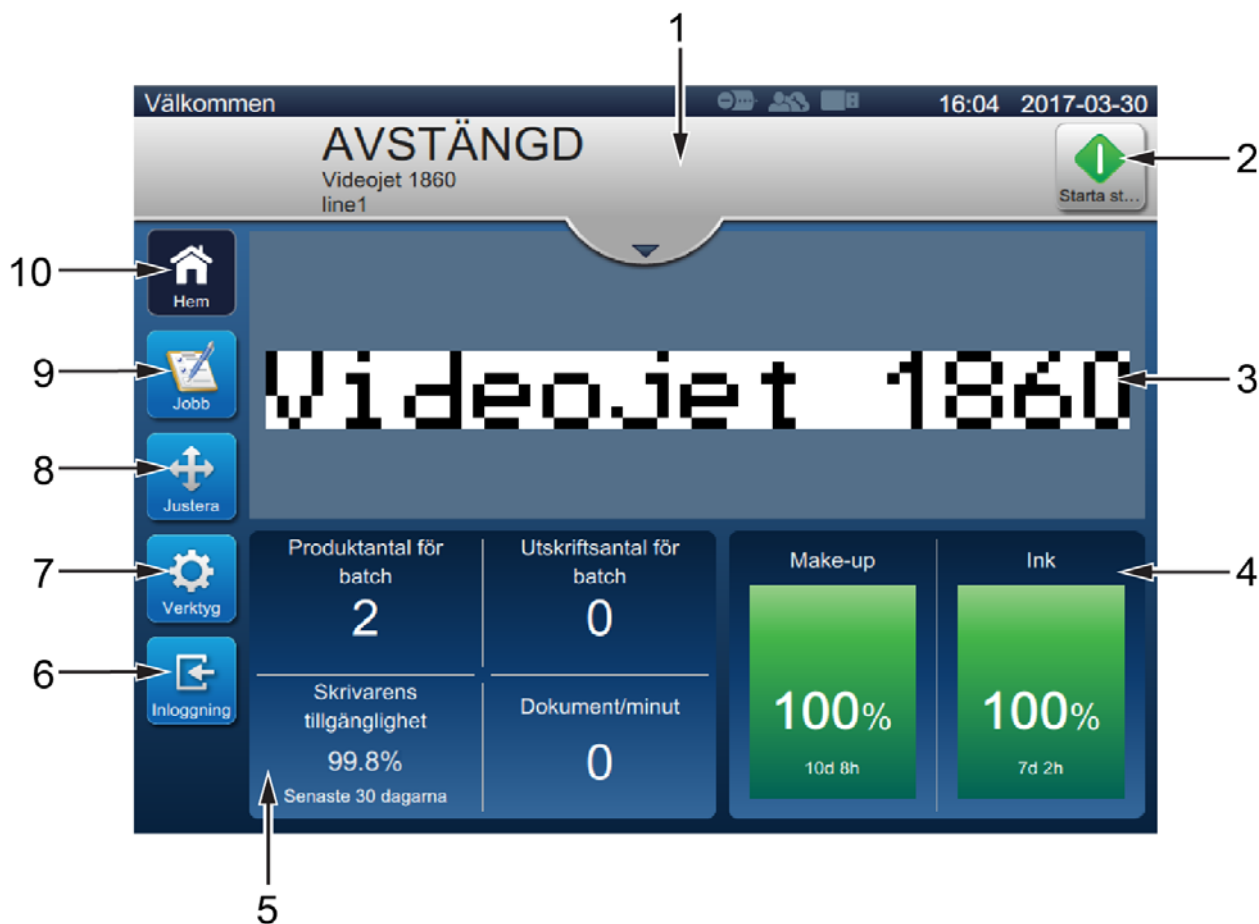 1
Välkommen 16:04 2017-03-30
AVSTÄNGD
Videojet 1860
line1
Starta st...
2
10
Hem
9
Jobb
Videojet 1860
3
8
Justera
7
Verktyg
6
Inloggning
Produktantal för
batch
2
Utskriftsantal för
batch
0
Skrivarens
tillgänglighet
99.8%
Senaste 30 dagarna
Dokument/minut
0
Make-up
100%
10d 8h
Ink
100%
7d 2h
4
5